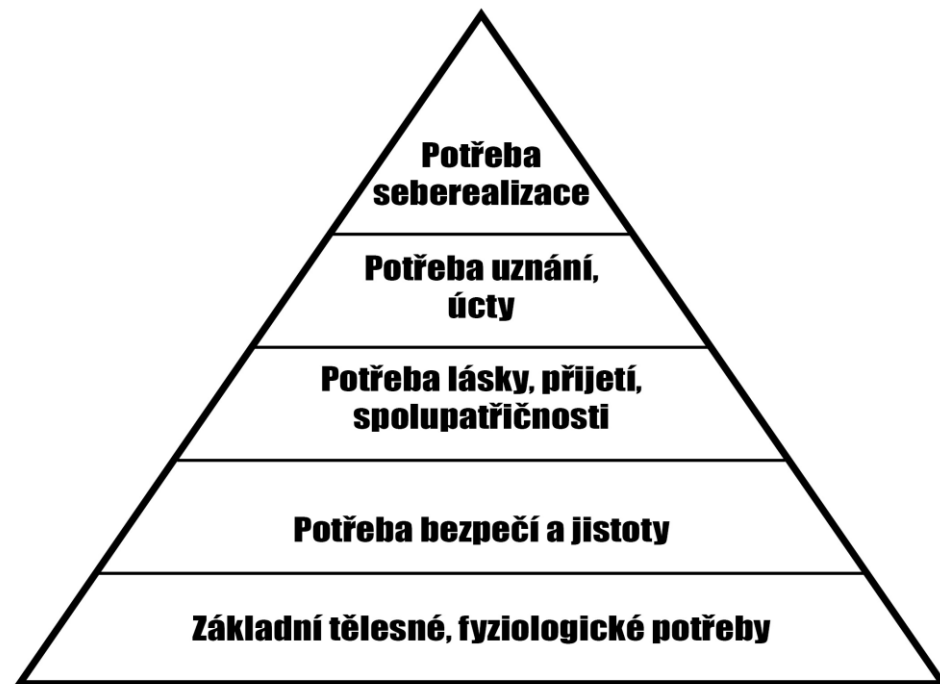 Potřeba
seberealizace
Potřeba uznání,
úcty
Potřeba lásky, přijetí,
spolupatřičnosti
Potřeba bezpečí a jistoty
Základní tělesné, fyziologické potřeby